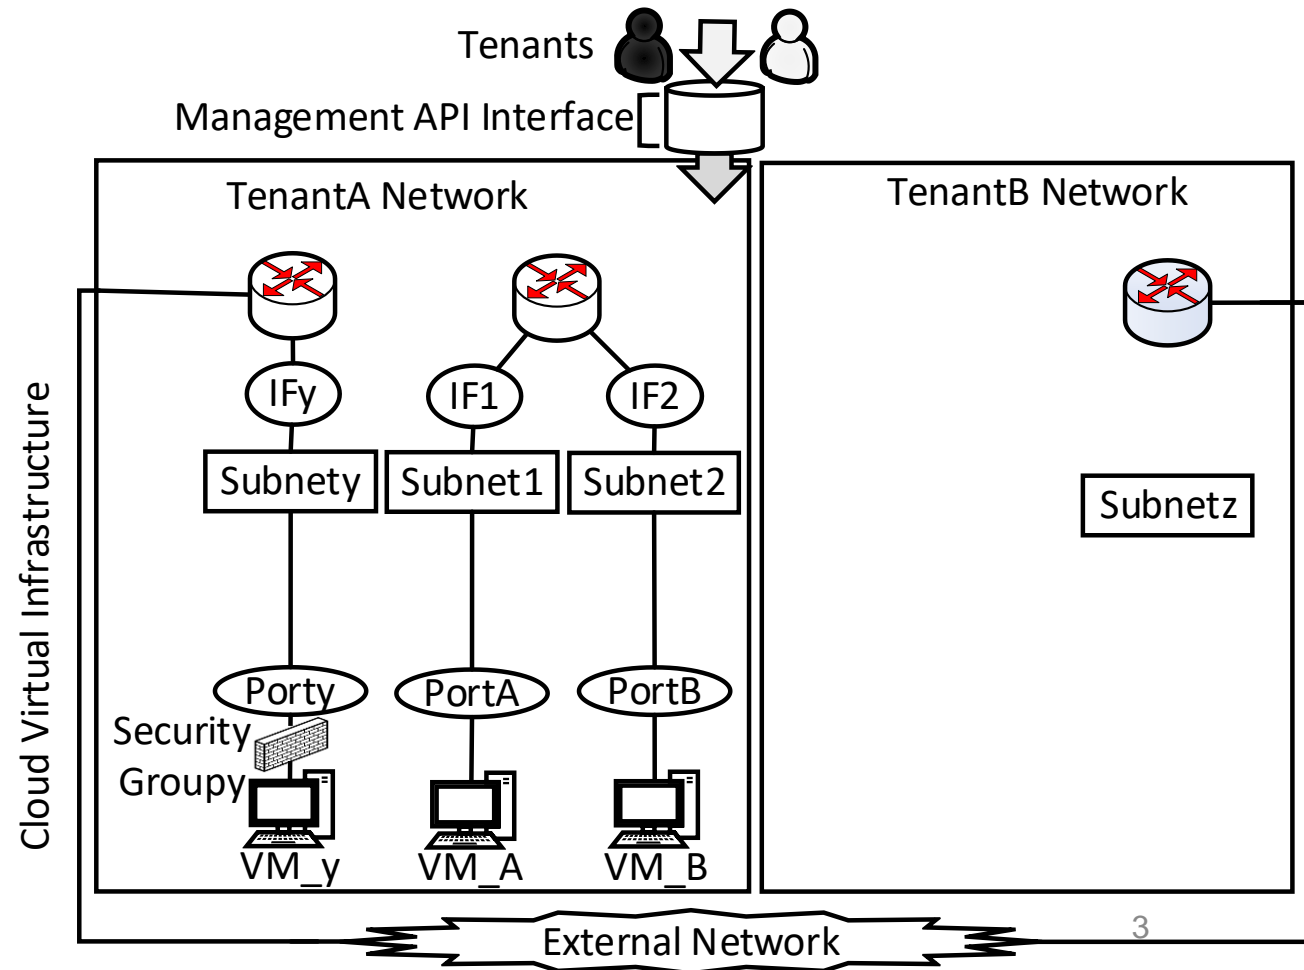 Tenants
Management API Interface
TenantA Network
TenantB Network
IFy
IF1
IF2
Subnety
Subnet1
Subnet2
Subnetz
Porty
PortA
PortB
Security
Groupy
VM_y
VM_A
VM_B
Cloud Virtual Infrastructure
External Network
3